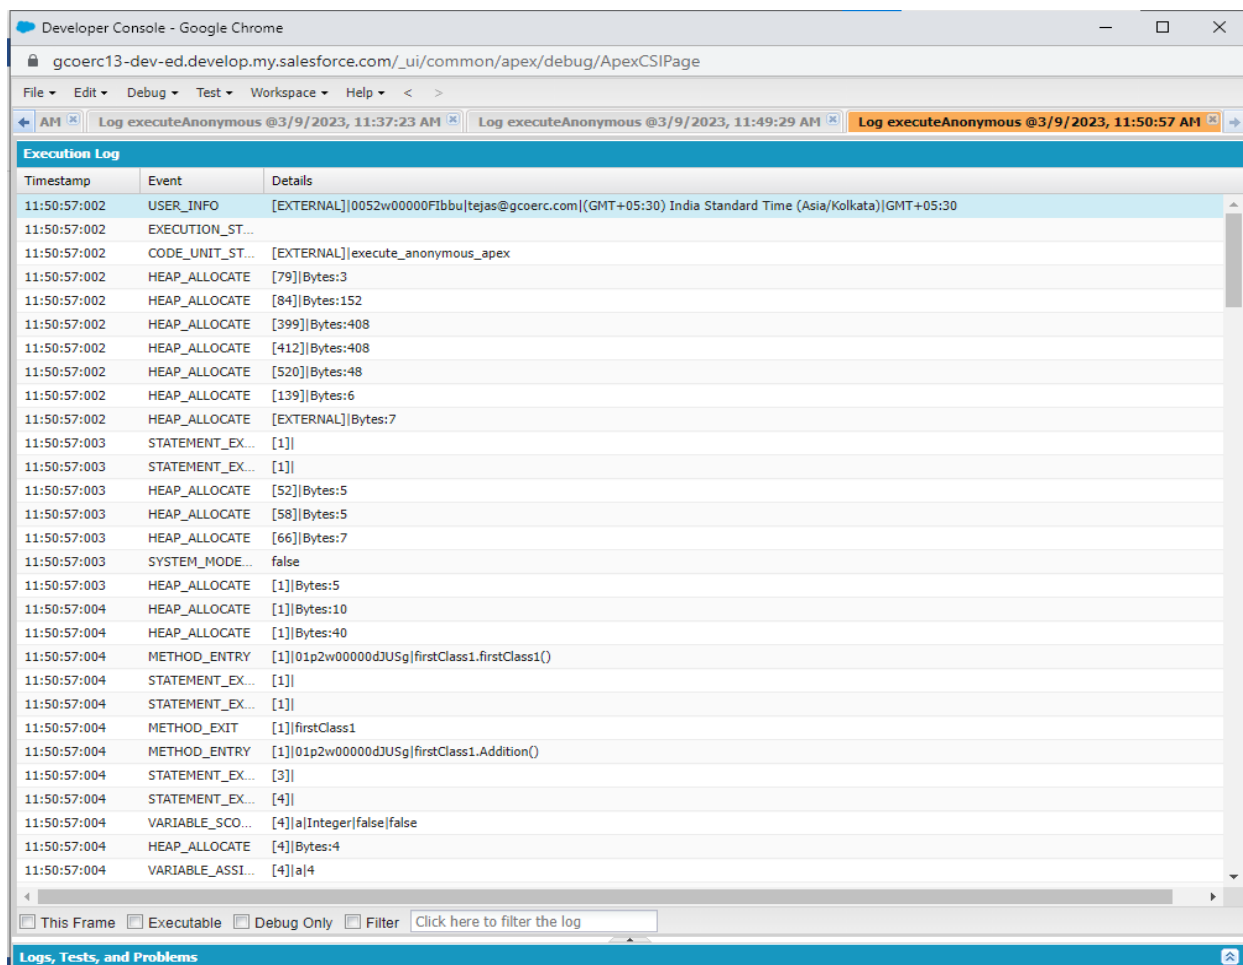 Developer Console - Google Chrome
gcoerc13-dev-ed.develop.my.salesforce.com/_ui/common/apex/debug/ApexCSIPage
File Edit Debug Test Workspace Help < >
AM Log executeAnonymous @3/9/2023, 11:37:23 AM Log executeAnonymous @3/9/2023, 11:49:29 AM Log executeAnonymous @3/9/2023, 11:50:57 AM
Execution Log
Timestamp Event Details
11:50:57:002 USER_INFO [EXTERNAL]|0052w00000FIbbu|tejas@gcoerc.com|(GMT+05:30) India Standard Time (Asia/Kolkata)|GMT+05:30
11:50:57:002 EXECUTION_ST...
11:50:57:002 CODE_UNIT_ST... [EXTERNAL]|execute_anonymous_apex
11:50:57:002 HEAP_ALLOCATE [79]|Bytes:3
11:50:57:002 HEAP_ALLOCATE [84]|Bytes:152
11:50:57:002 HEAP_ALLOCATE [399]|Bytes:408
11:50:57:002 HEAP_ALLOCATE [412]|Bytes:408
11:50:57:002 HEAP_ALLOCATE [520]|Bytes:48
11:50:57:002 HEAP_ALLOCATE [139]|Bytes:6
11:50:57:002 HEAP_ALLOCATE [EXTERNAL]|Bytes:7
11:50:57:003 STATEMENT_EX... [1]|
11:50:57:003 STATEMENT_EX... [1]|
11:50:57:003 HEAP_ALLOCATE [52]|Bytes:5
11:50:57:003 HEAP_ALLOCATE [58]|Bytes:5
11:50:57:003 HEAP_ALLOCATE [66]|Bytes:7
11:50:57:003 SYSTEM_MODE... false
11:50:57:003 HEAP_ALLOCATE [1]|Bytes:5
11:50:57:004 HEAP_ALLOCATE [1]|Bytes:10
11:50:57:004 HEAP_ALLOCATE [1]|Bytes:40
11:50:57:004 METHOD_ENTRY [1]|01p2w00000dJUSg|firstClass1.firstClass1()
11:50:57:004 STATEMENT_EX... [1]|
11:50:57:004 STATEMENT_EX... [1]|
11:50:57:004 METHOD_EXIT [1]|firstClass1
11:50:57:004 METHOD_ENTRY [1]|01p2w00000dJUSg|firstClass1.Addition()
11:50:57:004 STATEMENT_EX... [3]|
11:50:57:004 STATEMENT_EX... [4]|
11:50:57:004 VARIABLE_SCO... [4]|a|Integer|false|false
11:50:57:004 HEAP_ALLOCATE [4]|Bytes:4
11:50:57:004 VARIABLE_ASSI... [4]|a|4
This Frame Executable Debug Only Filter Click here to filter the log
Logs, Tests, and Problems